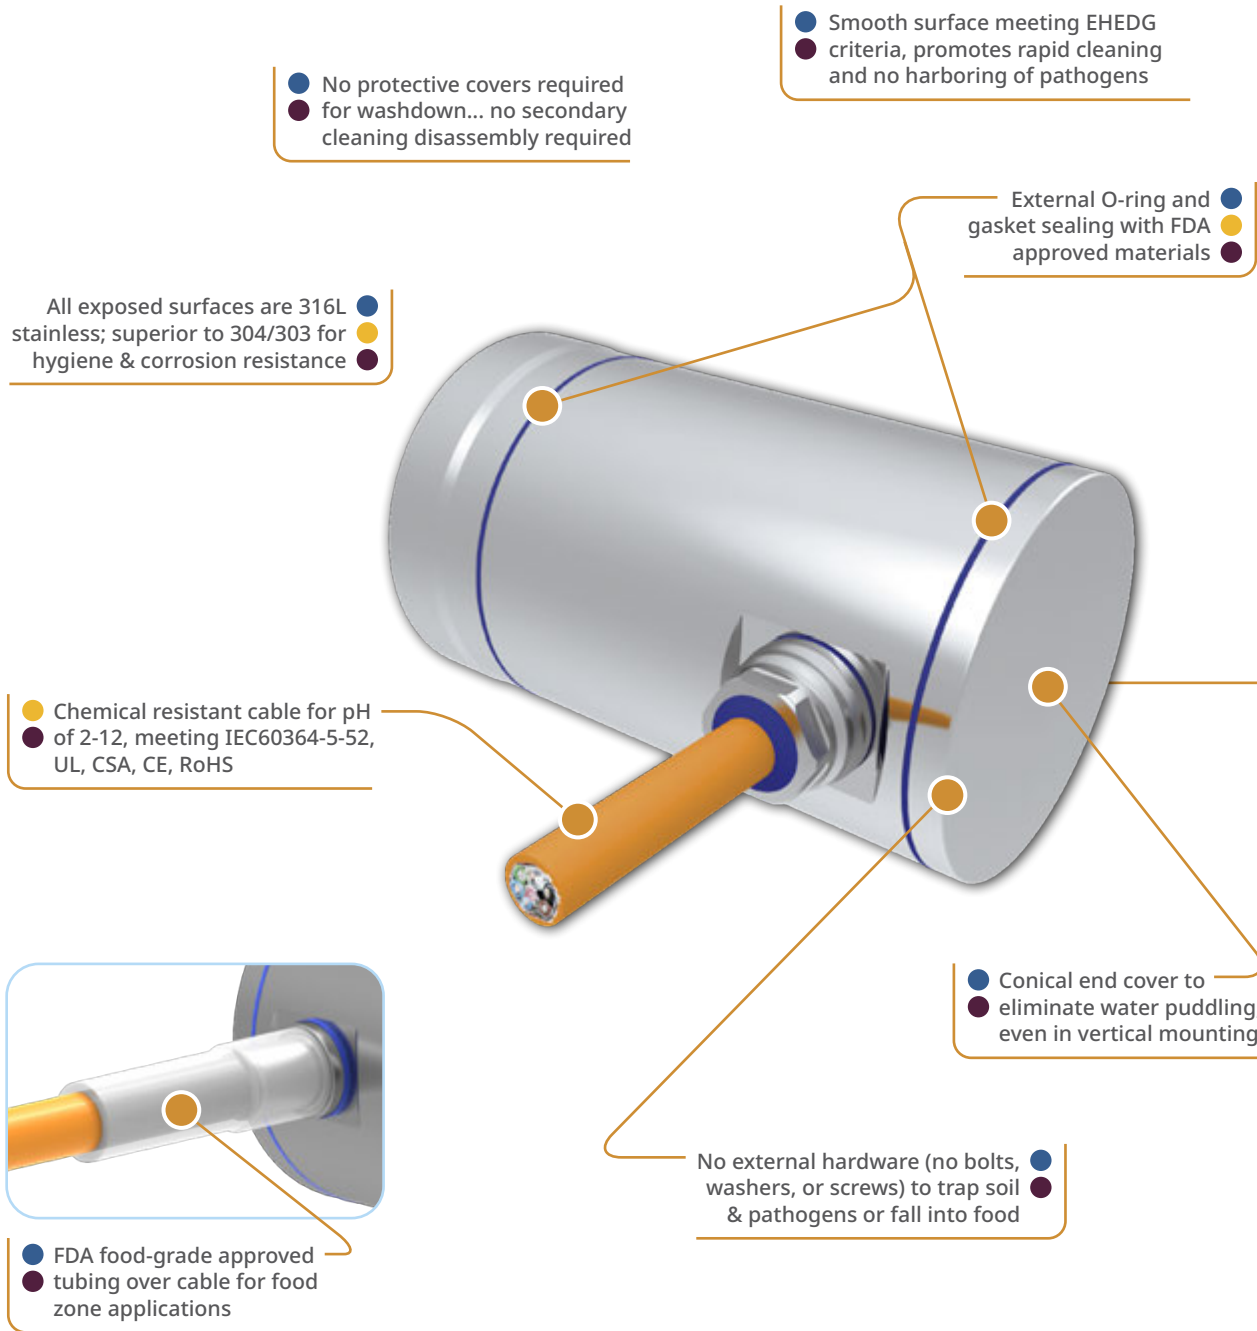 Smooth surface meeting EHEDG
criteria, promotes rapid cleaning
and no harboring of pathogens
No protective covers required
for washdown... no secondary
cleaning disassembly required
External O-ring and
gasket sealing with FDA
approved materials
All exposed surfaces are 316L
stainless; superior to 304/303 for
hygiene & corrosion resistance
Chemical resistant cable for pH
of 2-12, meeting IEC60364-5-52,
UL, CSA, CE, RoHS
Conical end cover to
eliminate water puddling
even in vertical mounting
No external hardware (no bolts,
washers, or screws) to trap soil
& pathogens or fall into food
FDA food-grade approved
tubing over cable for food
zone applications